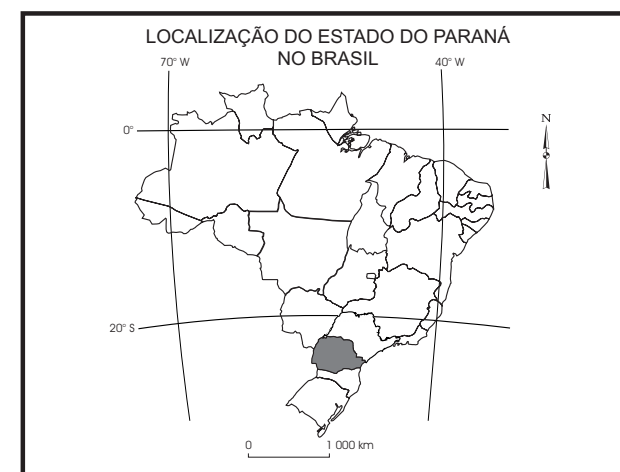 LOCALIZAÇÃO DO ESTADO DO PARANÁ
NO BRASIL
70° W
40° W
N
0°
20° S
0
1 000 km